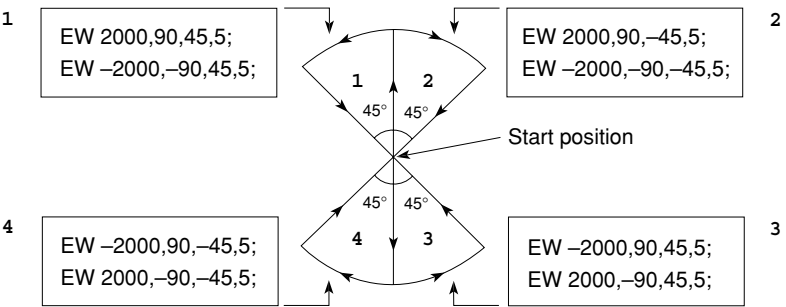 1
EW 2000,90,45,5;
EW –2000,–90,45,5;
2
EW 2000,90,–45,5;
EW –2000,–90,–45,5;
1 2
45° 45°
Start position
45° 45°
4 3
4
EW –2000,90,–45,5;
EW 2000,–90,–45,5;
3
EW –2000,90,45,5;
EW 2000,–90,45,5;